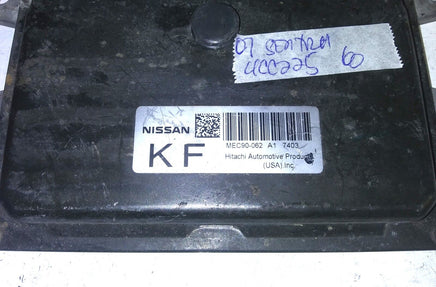 07 SENTRA
4CC225 60
NISSAN
KF
MEC90-062 A1 7403
Hitachi Automotive Products
(USA) Inc.